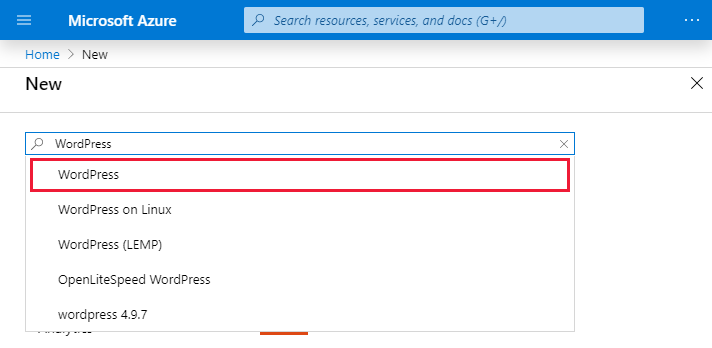 Microsoft Azure
Search resources, services, and docs (G+/)
Home > New
New
WordPress
WordPress
WordPress on Linux
WordPress (LEMP)
OpenLiteSpeed WordPress
wordpress 4.9.7
Analytics